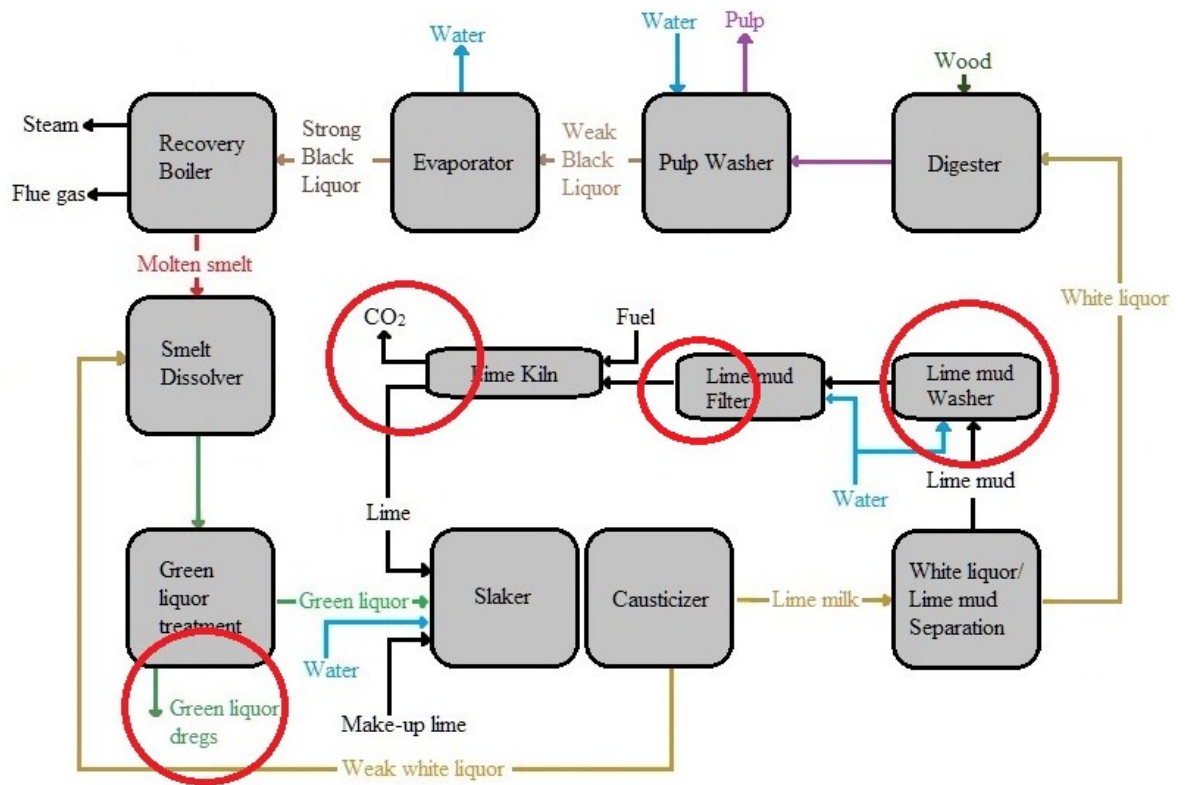 Water
Water
Pulp
Wood
Steam
Flue gas
Recovery
Boiler
Strong
Black
Liquor
Evaporator
Weak
Black
Liquor
Pulp Washer
Digester
Molten smelt
White liquor
CO₂
Fuel
Smelt
Dissolver
Lime Kiln
Lime mud
Filter
Lime mud
Washer
Water
Lime mud
Lime
Green
liquor
treatment
Green liquor
Slaker
Causticizer
Lime milk
White liquor/
Lime mud
Separation
Water
Green liquor
dregs
Make-up lime
Weak white liquor